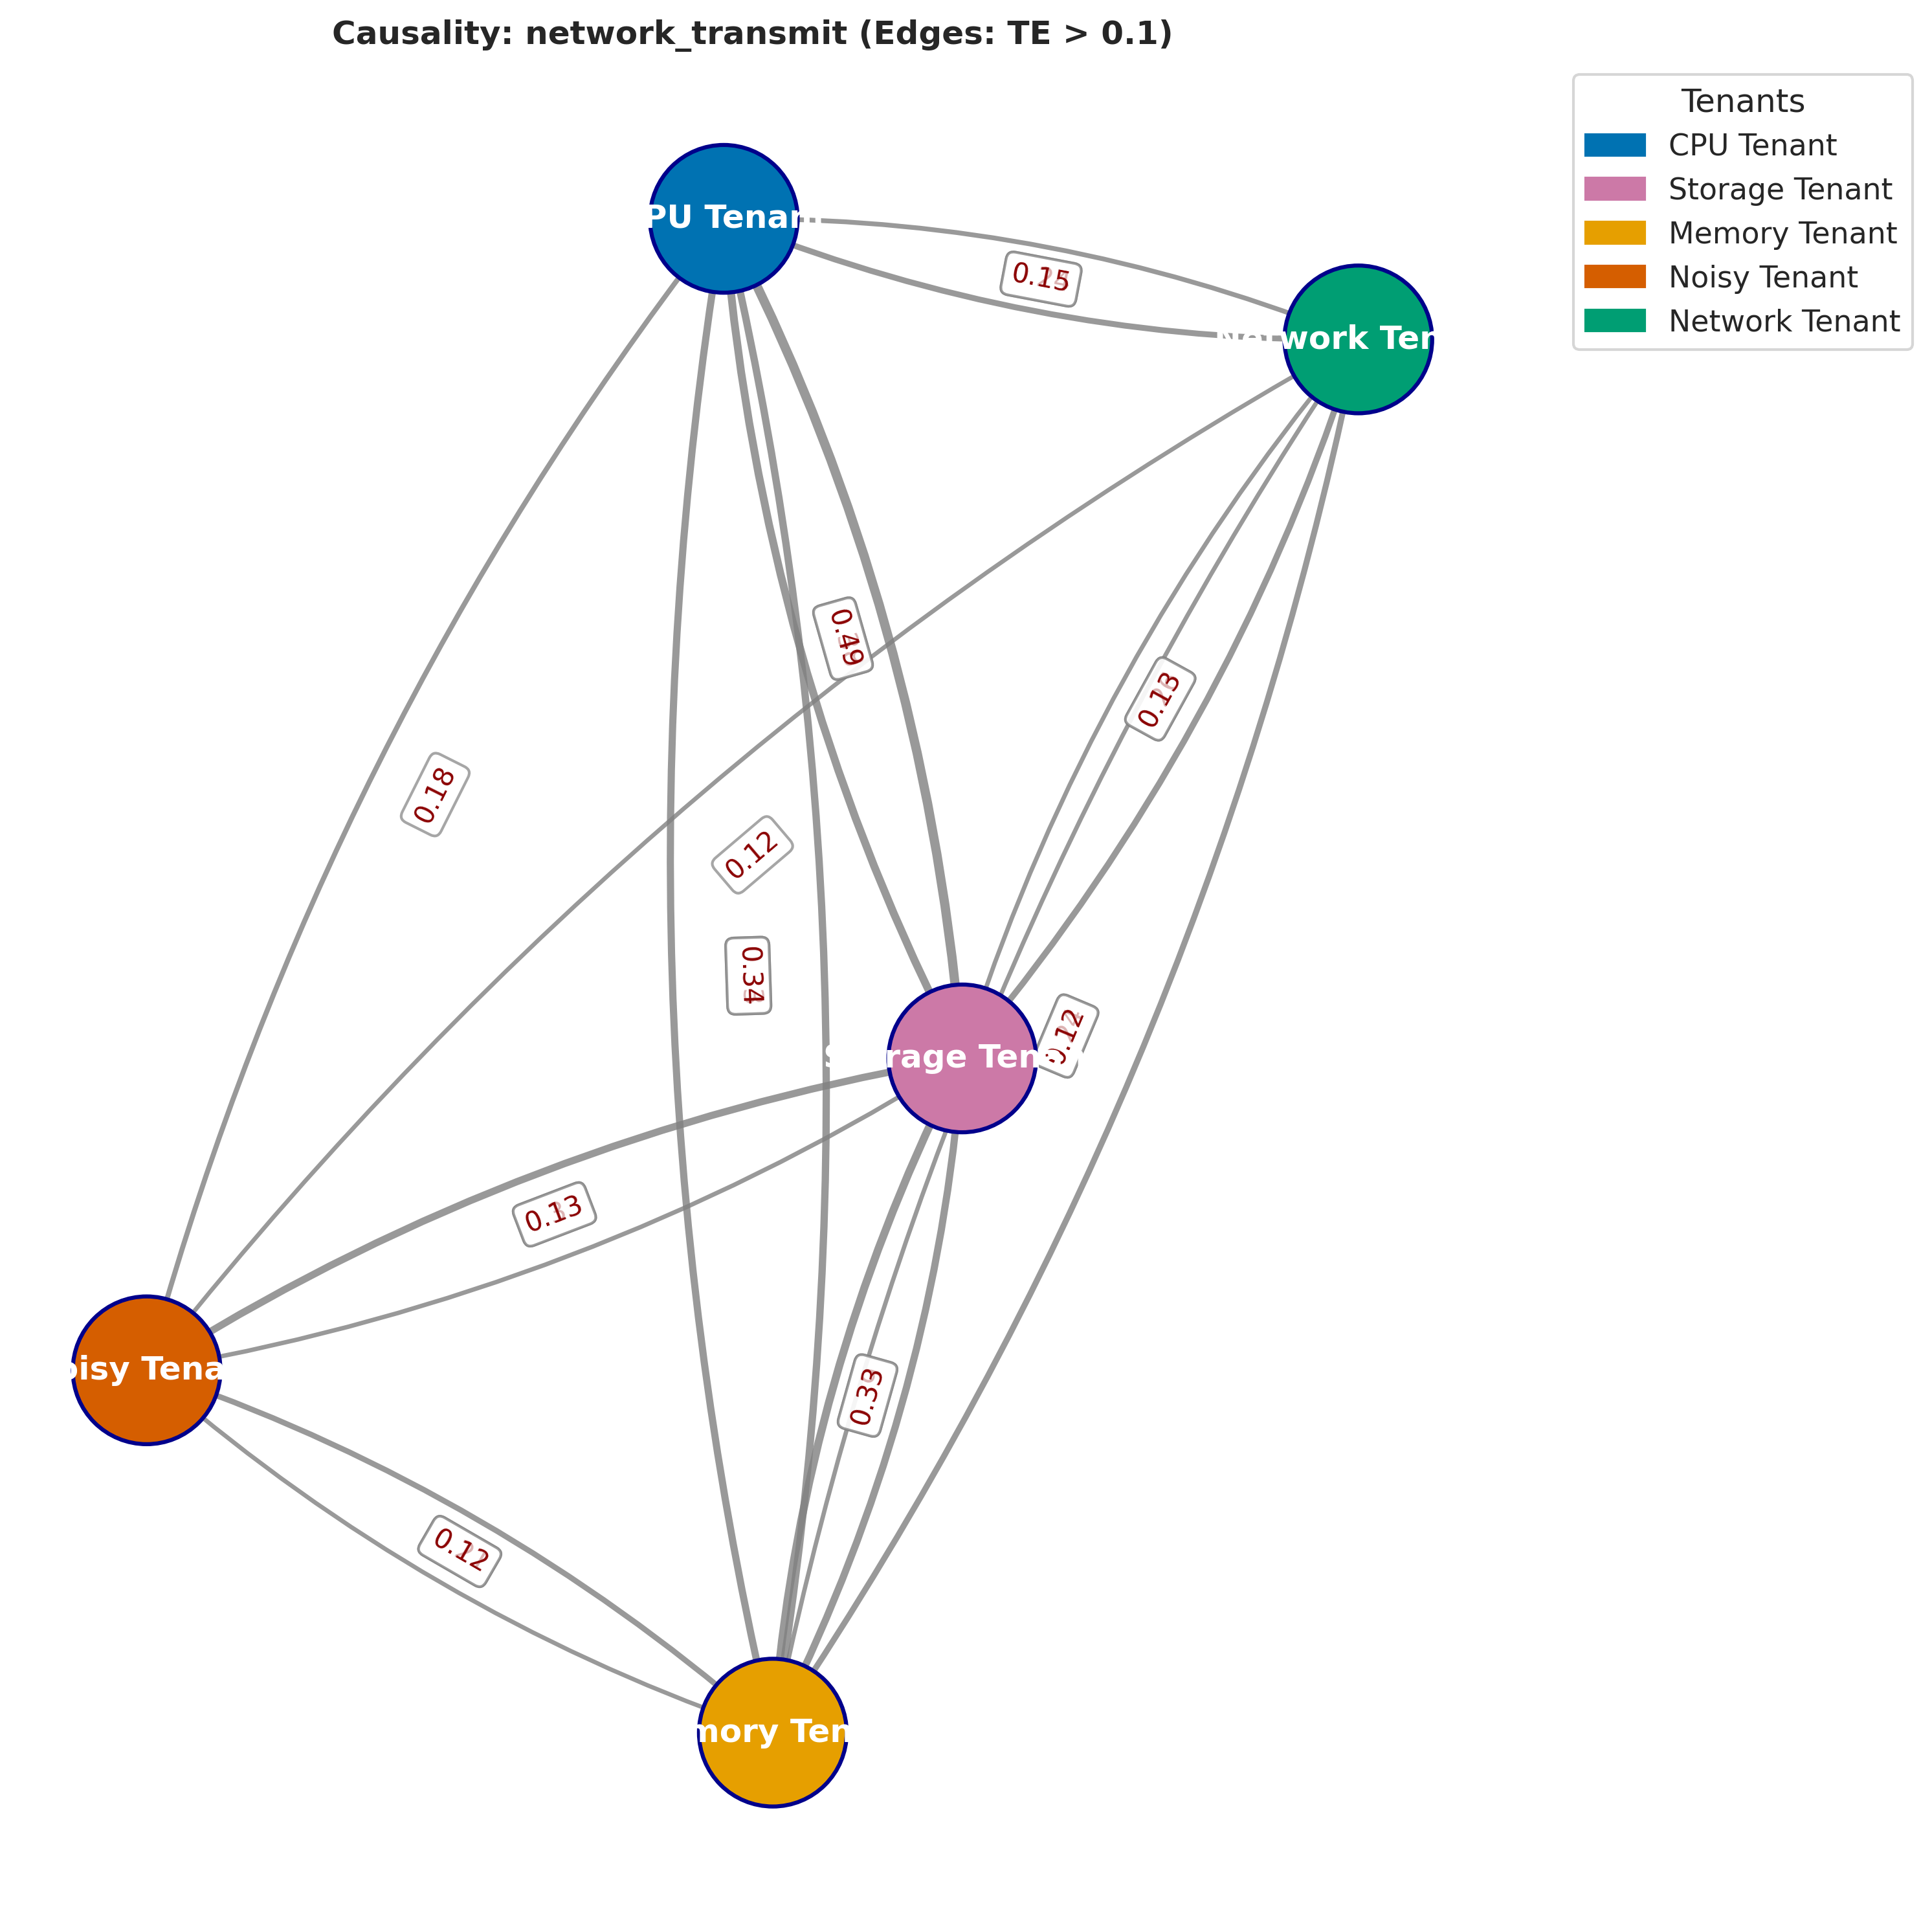 Causality: network_transmit (Edges: TE > 0.1)
Tenants
CPU Tenant
Storage Tenant
Memory Tenant
Noisy Tenant
Network Tenant
PU Tenan
0.15
work Ten
0.49
0.13
0.18
0.12
0.34
0.12
rage Ten
0.13
oisy Tena
0.33
0.12
mory Ten